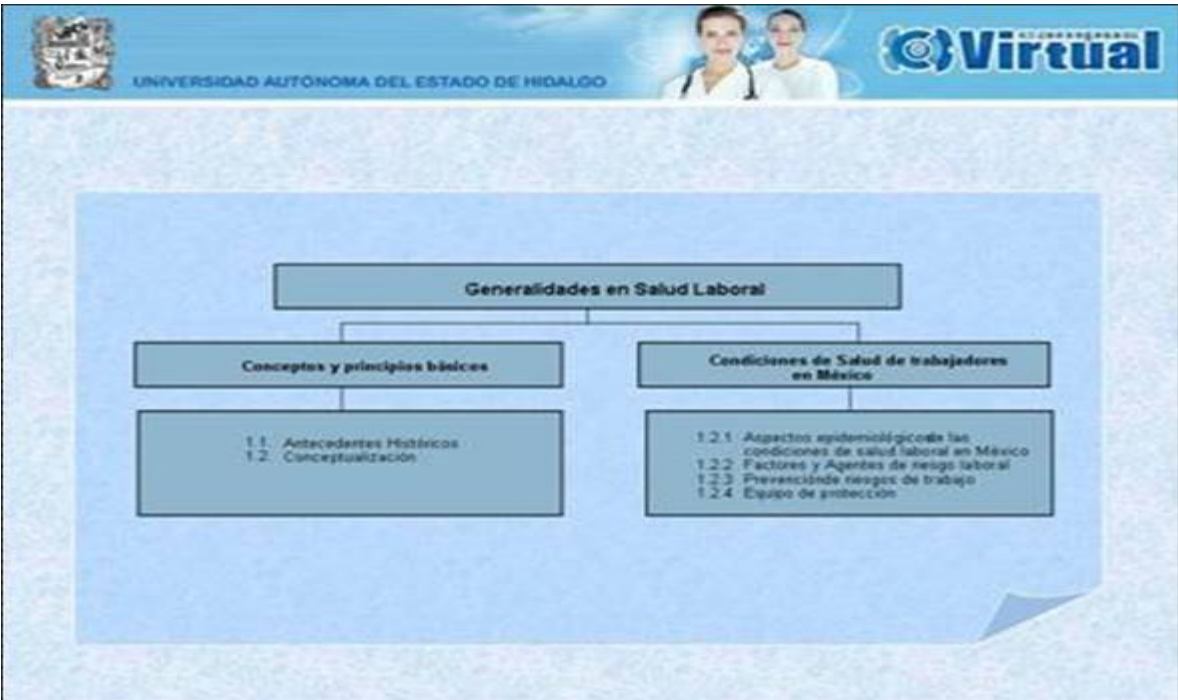 UNIVERSIDAD AUTÓNOMA DEL ESTADO DE HIDALGO
Virtual
Generalidades en Salud Laboral
Conceptos y principios básicos
Condiciones de Salud de trabajadores
en México
1.1. Antecedentes Históricos
1.2. Conceptualización
1.2.1 Aspectos epidemiológicosde las
condiciones de salud laboral en México
1.2.2 Factores y Agentes de riesgo laboral
1.2.3 Prevenciónde riesgos de trabajo
1.2.4 Equipo de protección